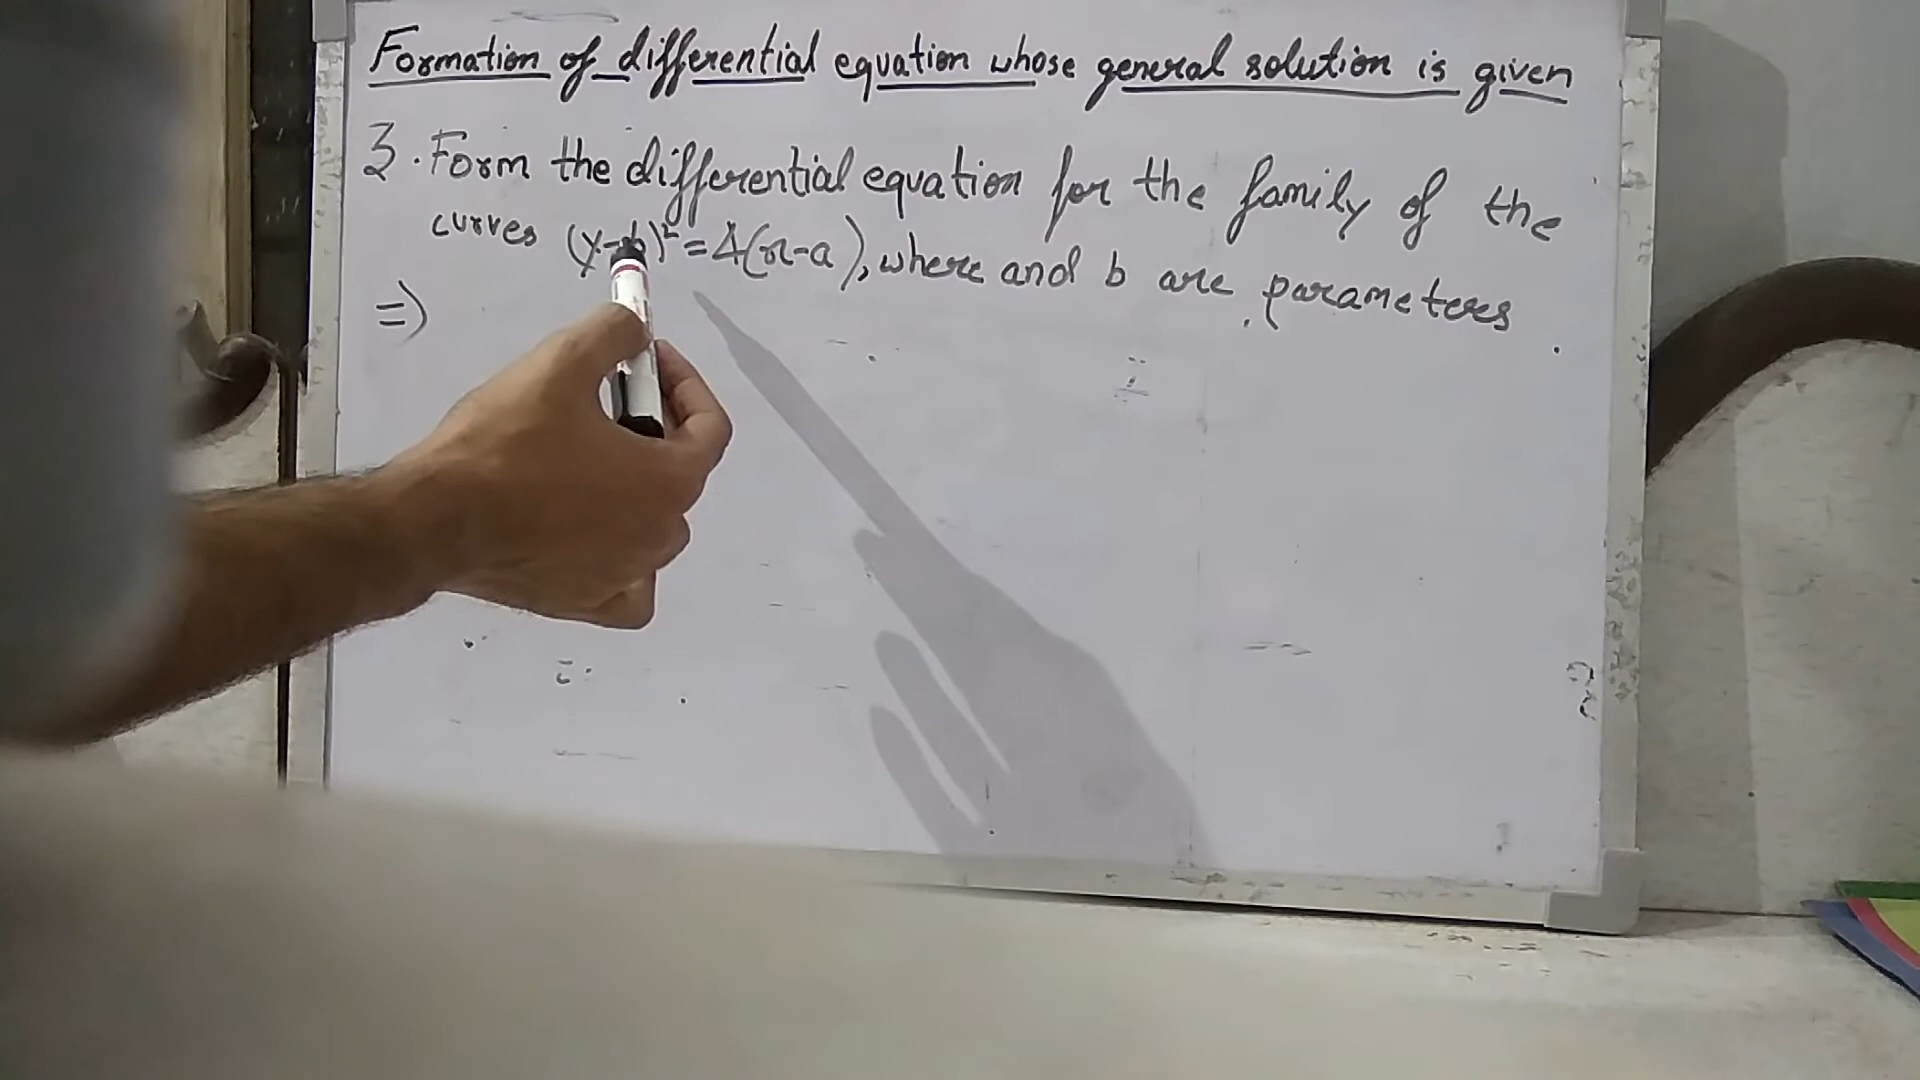 Formation of differential equation whose general solution is given
3. Form the differential equation for the family of the
curves (y-b)² = 4(x-a), where and b are parameters
=>